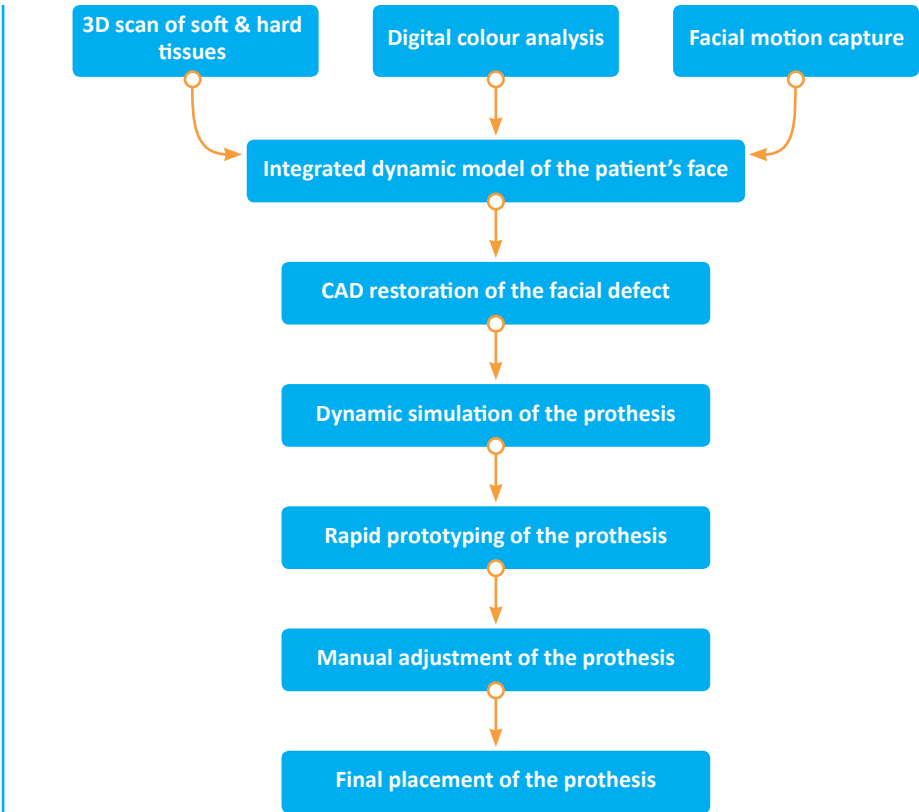 3D scan of soft & hard
tissues
Digital colour analysis
Facial motion capture
Integrated dynamic model of the patient’s face
CAD restoration of the facial defect
Dynamic simulation of the prothesis
Rapid prototyping of the prothesis
Manual adjustment of the prothesis
Final placement of the prothesis